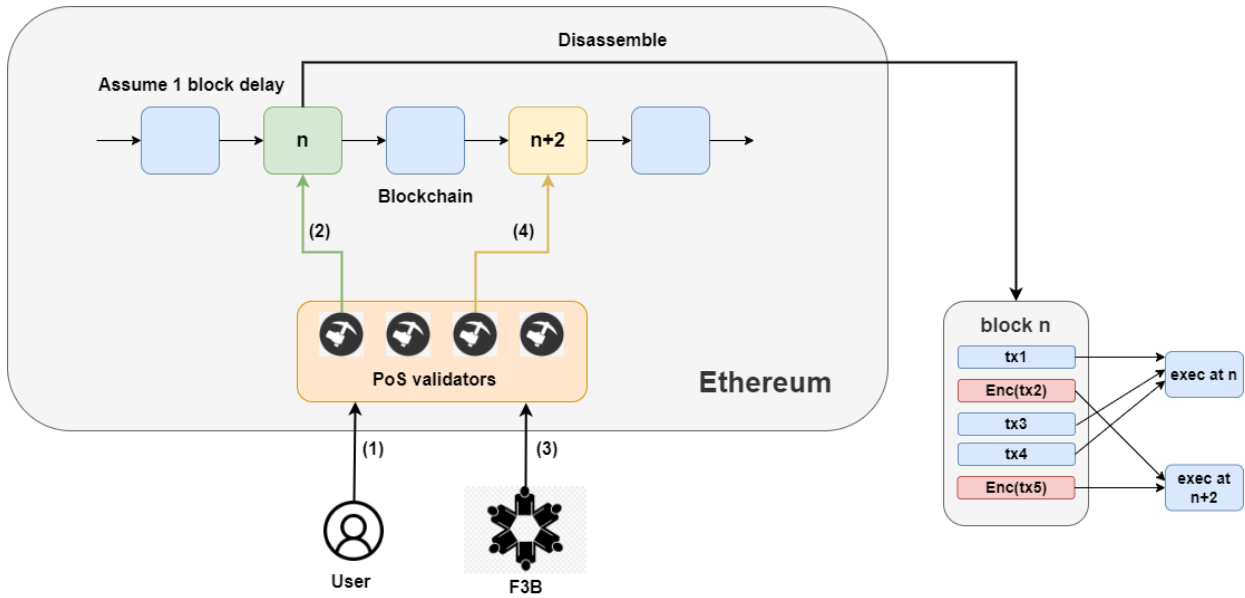 Disassemble
Assume 1 block delay
n
n+2
Blockchain
(2)
(4)
PoS validators
Ethereum
(1)
(3)
User
F3B
block n
tx1
Enc(tx2)
tx3
tx4
Enc(tx5)
exec at n
exec at
n+2